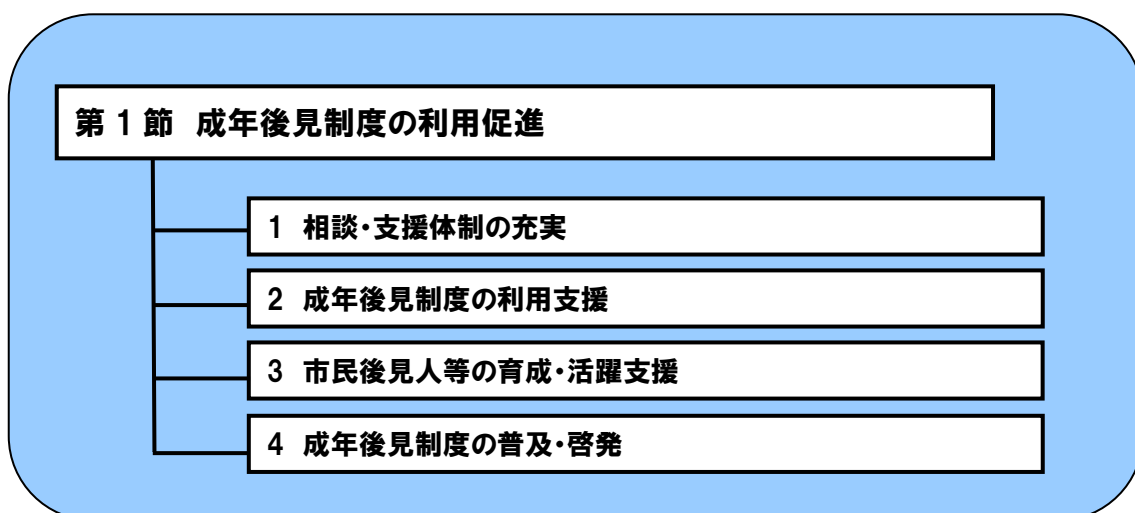 第１節 成年後見制度の利用促進
1 相談・支援体制の充実
2 成年後見制度の利用支援
3 市民後見人等の育成・活躍支援
4 成年後見制度の普及・啓発